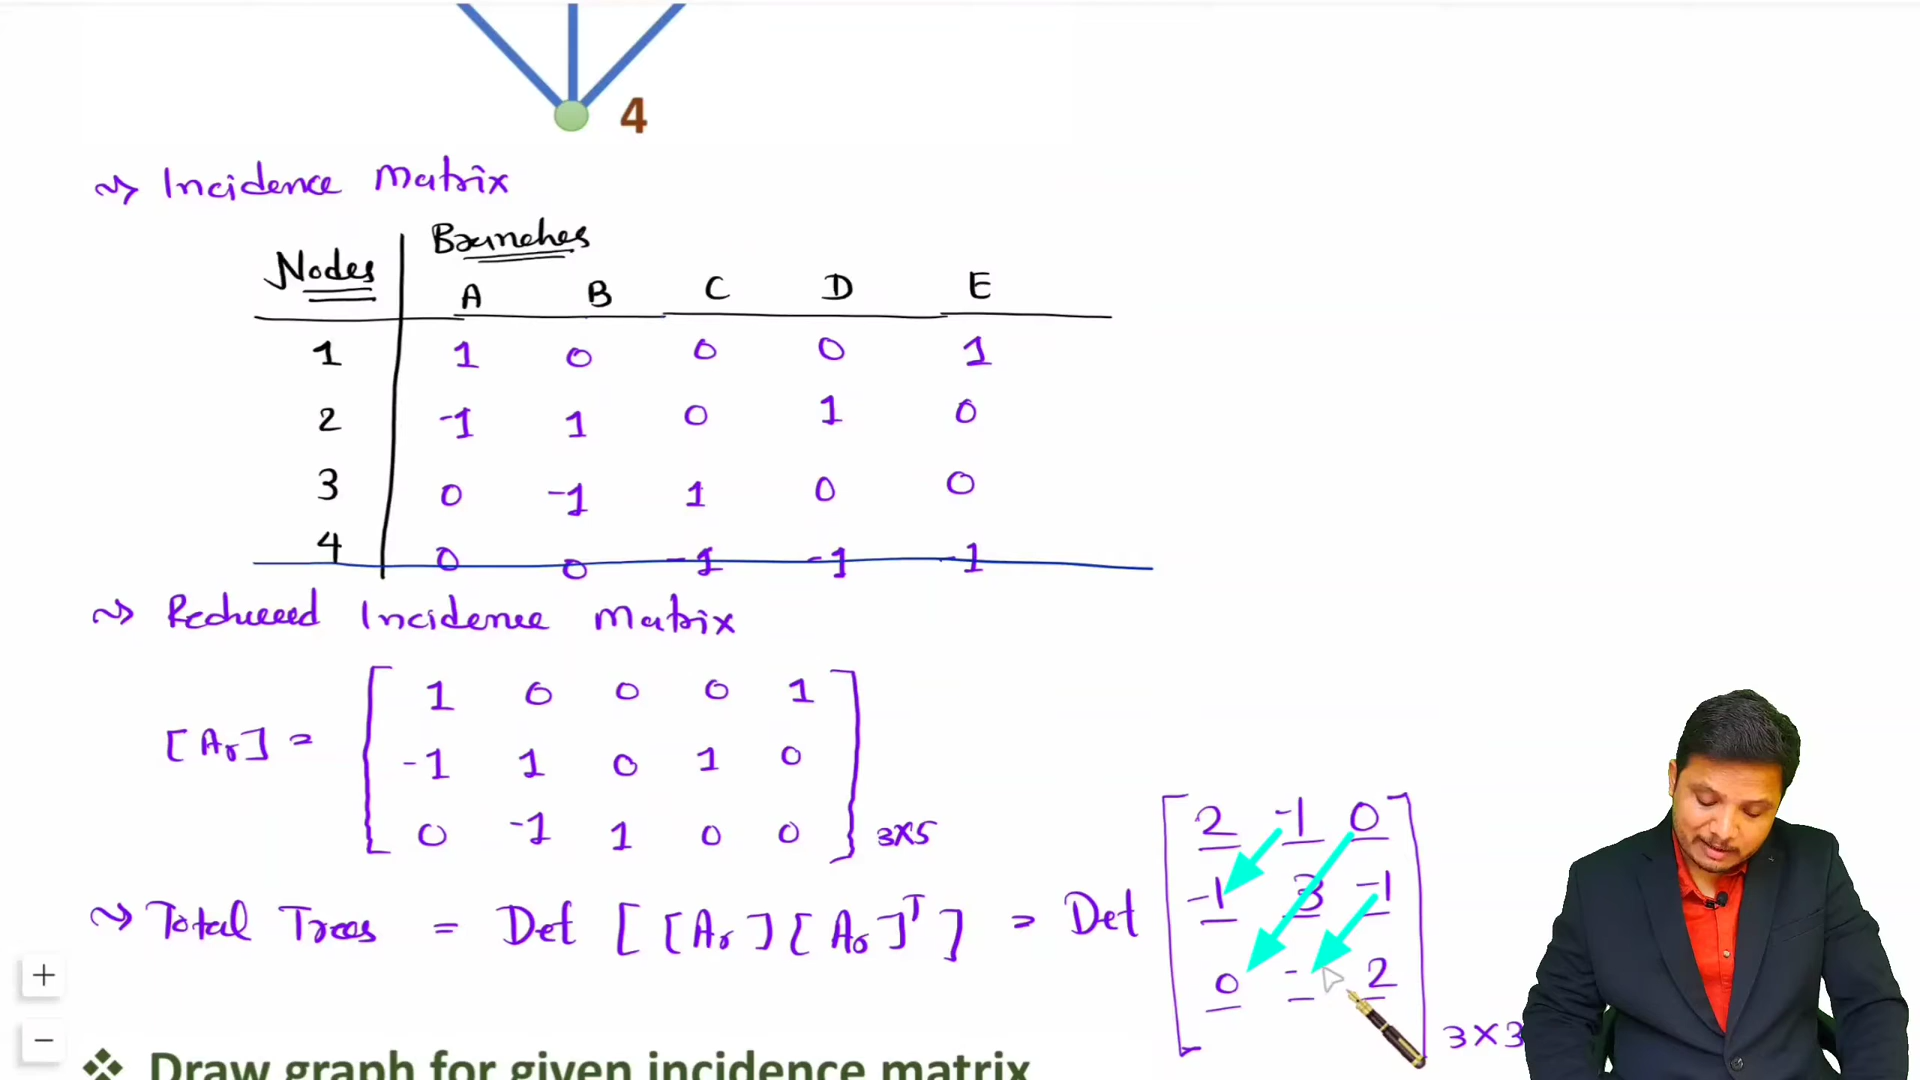 4
~> Incidence Matrix
Nodes Branches
A B C D E
1 1 0 0 0 1
2 -1 1 0 1 0
3 0 -1 1 0 0
4 0 0 -1 -1 -1
~> Reduced Incidence Matrix
[Ar] = [ 1 0 0 0 1
-1 1 0 1 0
0 -1 1 0 0 ] 3X5
~> Total Trees = Det [ [Ar] [Ar]ᵀ ] = Det [ 2 -1 0
-1 3 -1
0 - 2 ] 3X3
❖ Draw graph for given incidence matrix